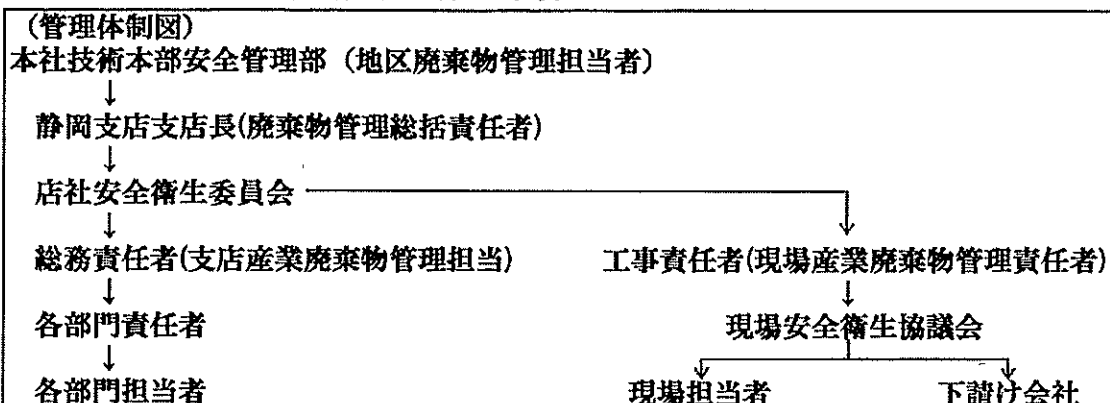 (管理体制図)
本社技術本部安全管理部(地区廃棄物管理担当者)
↓
静岡支店支店長(廃棄物管理総括責任者)
↓
店社安全衛生委員会
↓
総務責任者(支店産業廃棄物管理担当) 工事責任者(現場産業廃棄物管理責任者)
↓ ↓
各部門責任者 現場安全衛生協議会
↓
各部門担当者 現場担当者 下請け会社